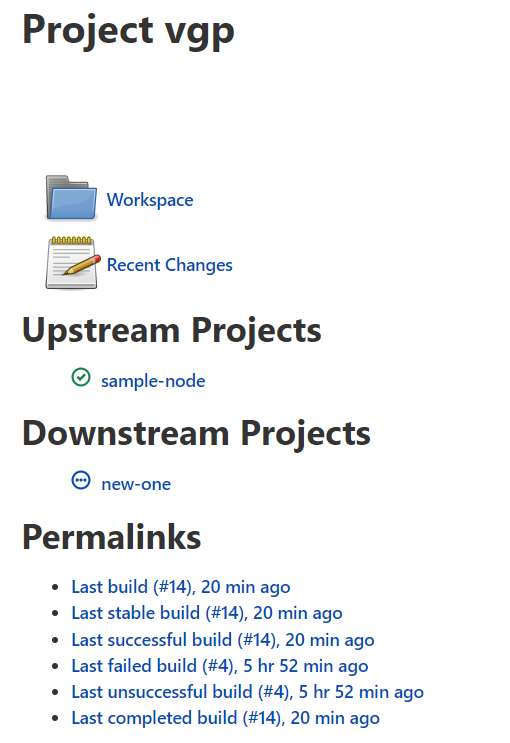 Project vgp
Workspace
Recent Changes
Upstream Projects
sample-node
Downstream Projects
new-one
Permalinks
Last build (#14), 20 min ago
Last stable build (#14), 20 min ago
Last successful build (#14), 20 min ago
Last failed build (#4), 5 hr 52 min ago
Last unsuccessful build (#4), 5 hr 52 min ago
Last completed build (#14), 20 min ago